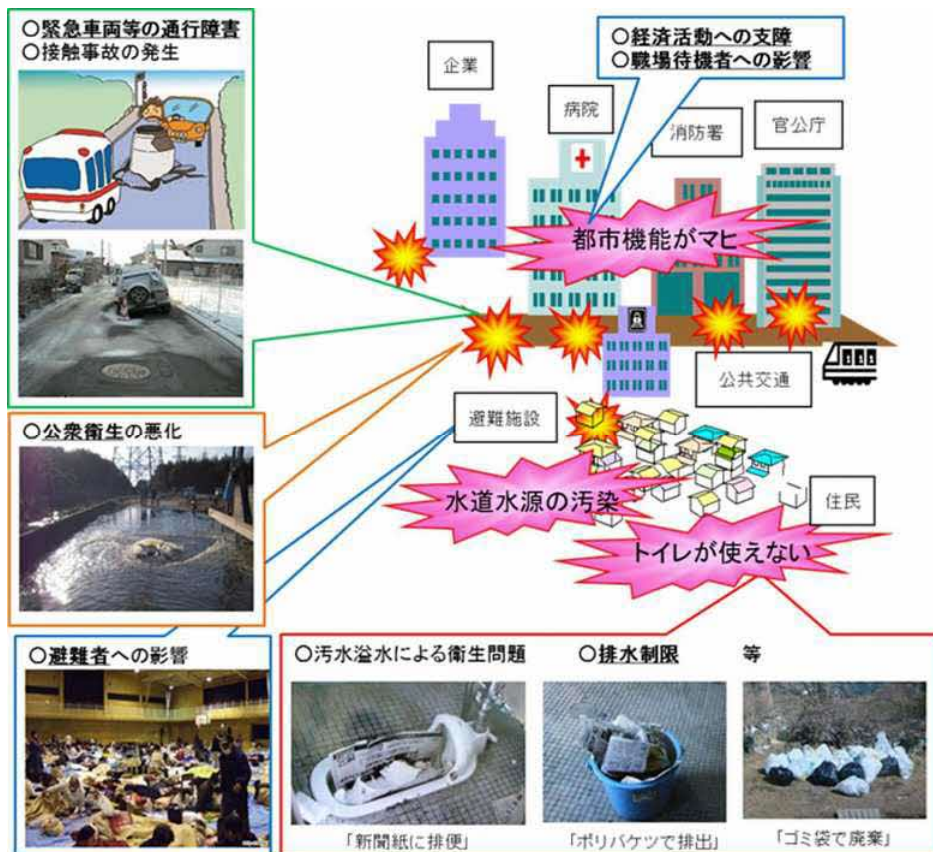 ○緊急車両等の通行障害
○接触事故の発生
○経済活動への支障
○職場待機者への影響
企業
病院
消防署
官公庁
都市機能がマヒ
公共交通
避難施設
○公衆衛生の悪化
水道水源の汚染
住民
トイレが使えない
○避難者への影響
○汚水溢水による衛生問題 ○排水制限 等
「新聞紙に排便」 「ポリバケツで排出」 「ゴミ袋で廃棄」